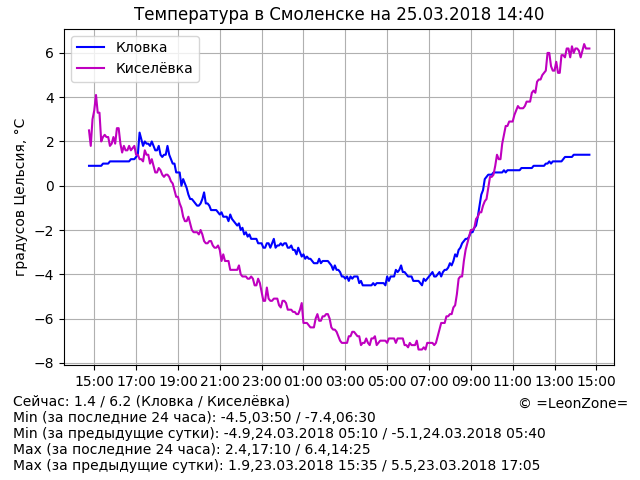 Температура в Смоленске на 25.03.2018 14:40
Кловка
Киселёвка
градусов Цельсия, °C
6
4
2
0
−2
−4
−6
−8
15:00 17:00 19:00 21:00 23:00 01:00 03:00 05:00 07:00 09:00 11:00 13:00 15:00
Сейчас: 1.4 / 6.2 (Кловка / Киселёвка)
© =LeonZone=
Min (за последние 24 часа): -4.5,03:50 / -7.4,06:30
Min (за предыдущие сутки): -4.9,24.03.2018 05:10 / -5.1,24.03.2018 05:40
Max (за последние 24 часа): 2.4,17:10 / 6.4,14:25
Max (за предыдущие сутки): 1.9,23.03.2018 15:35 / 5.5,23.03.2018 17:05